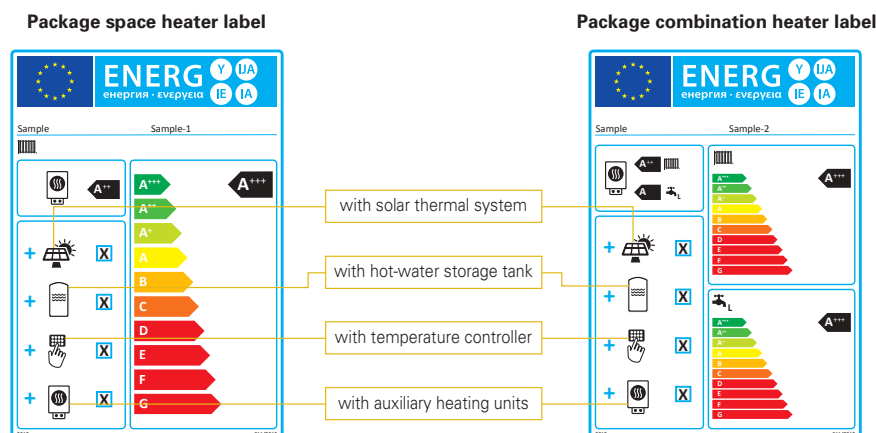 Package space heater label
Package combination heater label
ENERG Y IJA
енергия · ενεργεια IE IA
Sample Sample-1
A++
A+++
A+++
A++
A+
A
B
C
D
E
F
G
+ X
+ X
+ X
+ X
with solar thermal system
with hot-water storage tank
with temperature controller
with auxiliary heating units
ENERG Y IJA
енергия · ενεργεια IE IA
Sample Sample-2
A++
A L
+ X
+ X
+ X
+ X
A+++
A+++
A++
A+
A
B
C
D
E
F
G
L
A+++
A+++
A++
A+
A
B
C
D
E
F
G